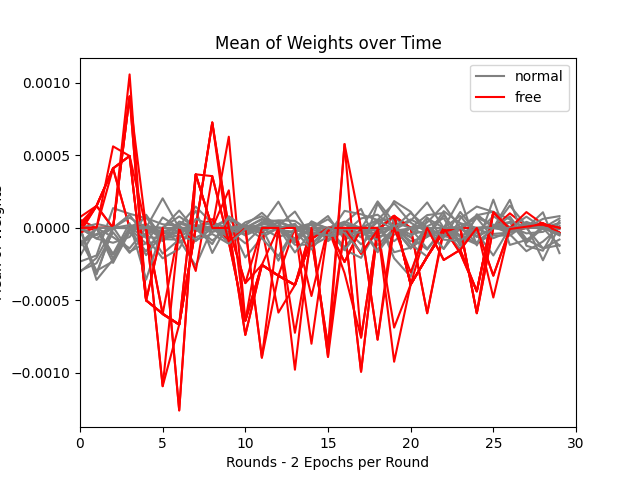 Mean of Weights over Time
normal
free
0.0010
0.0005
0.0000
−0.0005
−0.0010
0 5 10 15 20 25 30
Rounds - 2 Epochs per Round